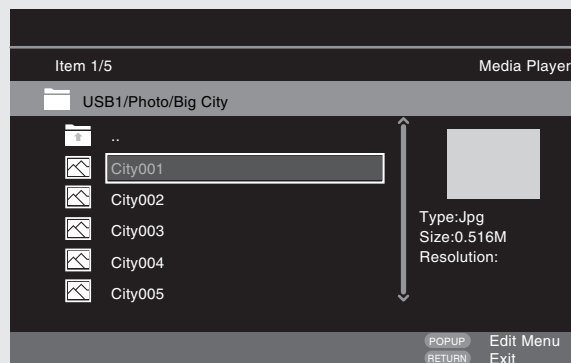 Item 1/5 Media Player
USB1/Photo/Big City
..
City001
City002
City003
City004
City005
Type:Jpg
Size:0.516M
Resolution:
POPUP Edit Menu
RETURN Exit